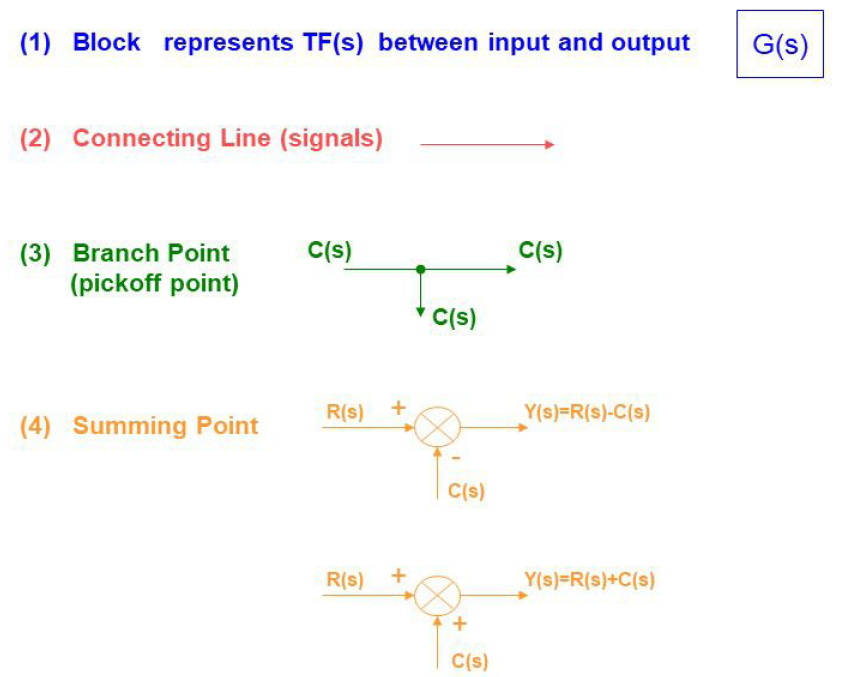 (1) Block represents TF(s) between input and output
G(s)
(2) Connecting Line (signals)
(3) Branch Point
(pickoff point)
C(s)
C(s)
C(s)
(4) Summing Point
R(s) + Y(s)=R(s)-C(s)
-
C(s)
R(s) + Y(s)=R(s)+C(s)
+
C(s)